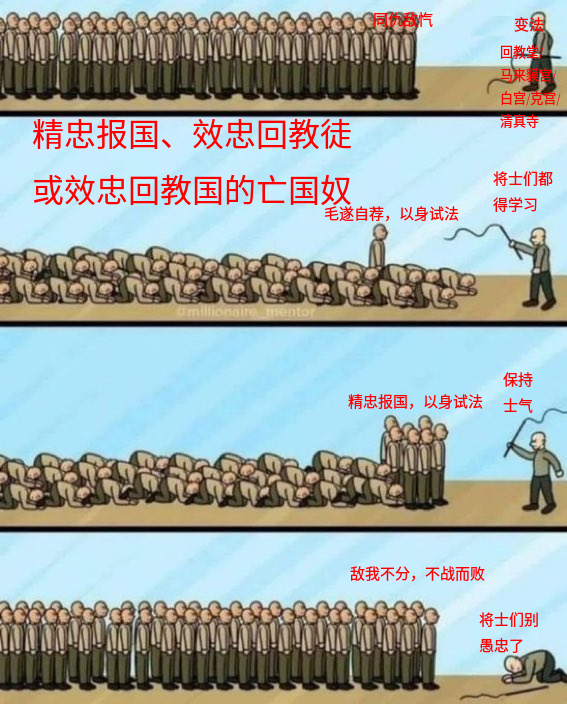 同仇敌忾
变法
回教堂/
马来貘宫/
白宫/克宫/
清真寺
精忠报国、效忠回教徒
或效忠回教国的亡国奴
将士们都
得学习
毛遂自荐，以身试法
@millionaire_mentor
保持
士气
精忠报国，以身试法
敌我不分，不战而败
将士们别
愚忠了